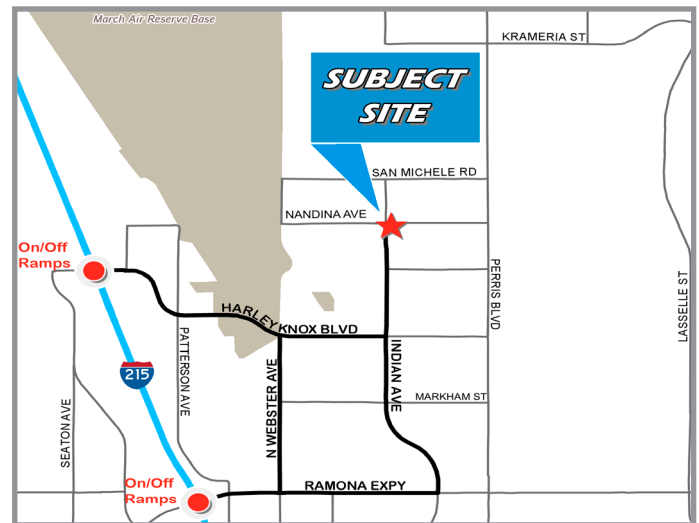 March Air Reserve Base
KRAMERIA ST
SUBJECT
SITE
SAN MICHELE RD
NANDINA AVE
On/Off
Ramps
PERRIS BLVD
LASSELLE ST
HARLEY KNOX BLVD
PATTERSON AVE
INDIAN AVE
215
N WEBSTER AVE
MARKHAM ST
SEATON AVE
On/Off
Ramps
RAMONA EXPY